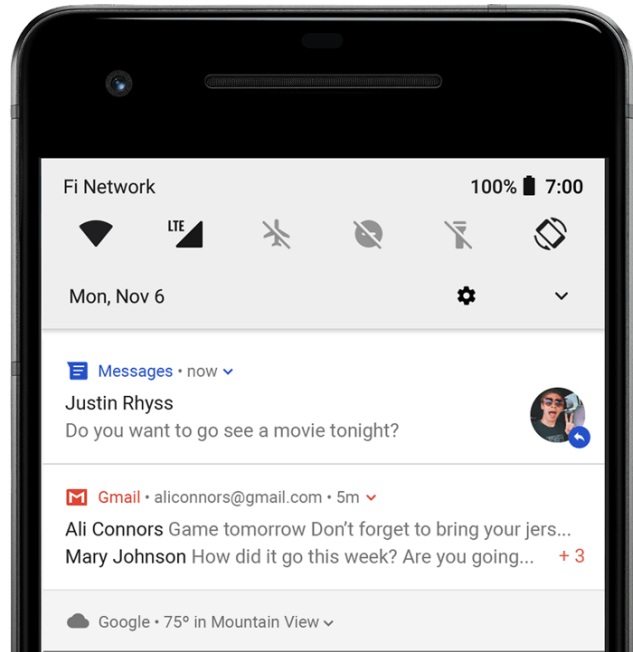 Fi Network 100% 7:00
LTE
Mon, Nov 6
Messages • now
Justin Rhyss
Do you want to go see a movie tonight?
Gmail • aliconnors@gmail.com • 5m
Ali Connors Game tomorrow Don’t forget to bring your jers...
Mary Johnson How did it go this week? Are you going... + 3
Google • 75º in Mountain View